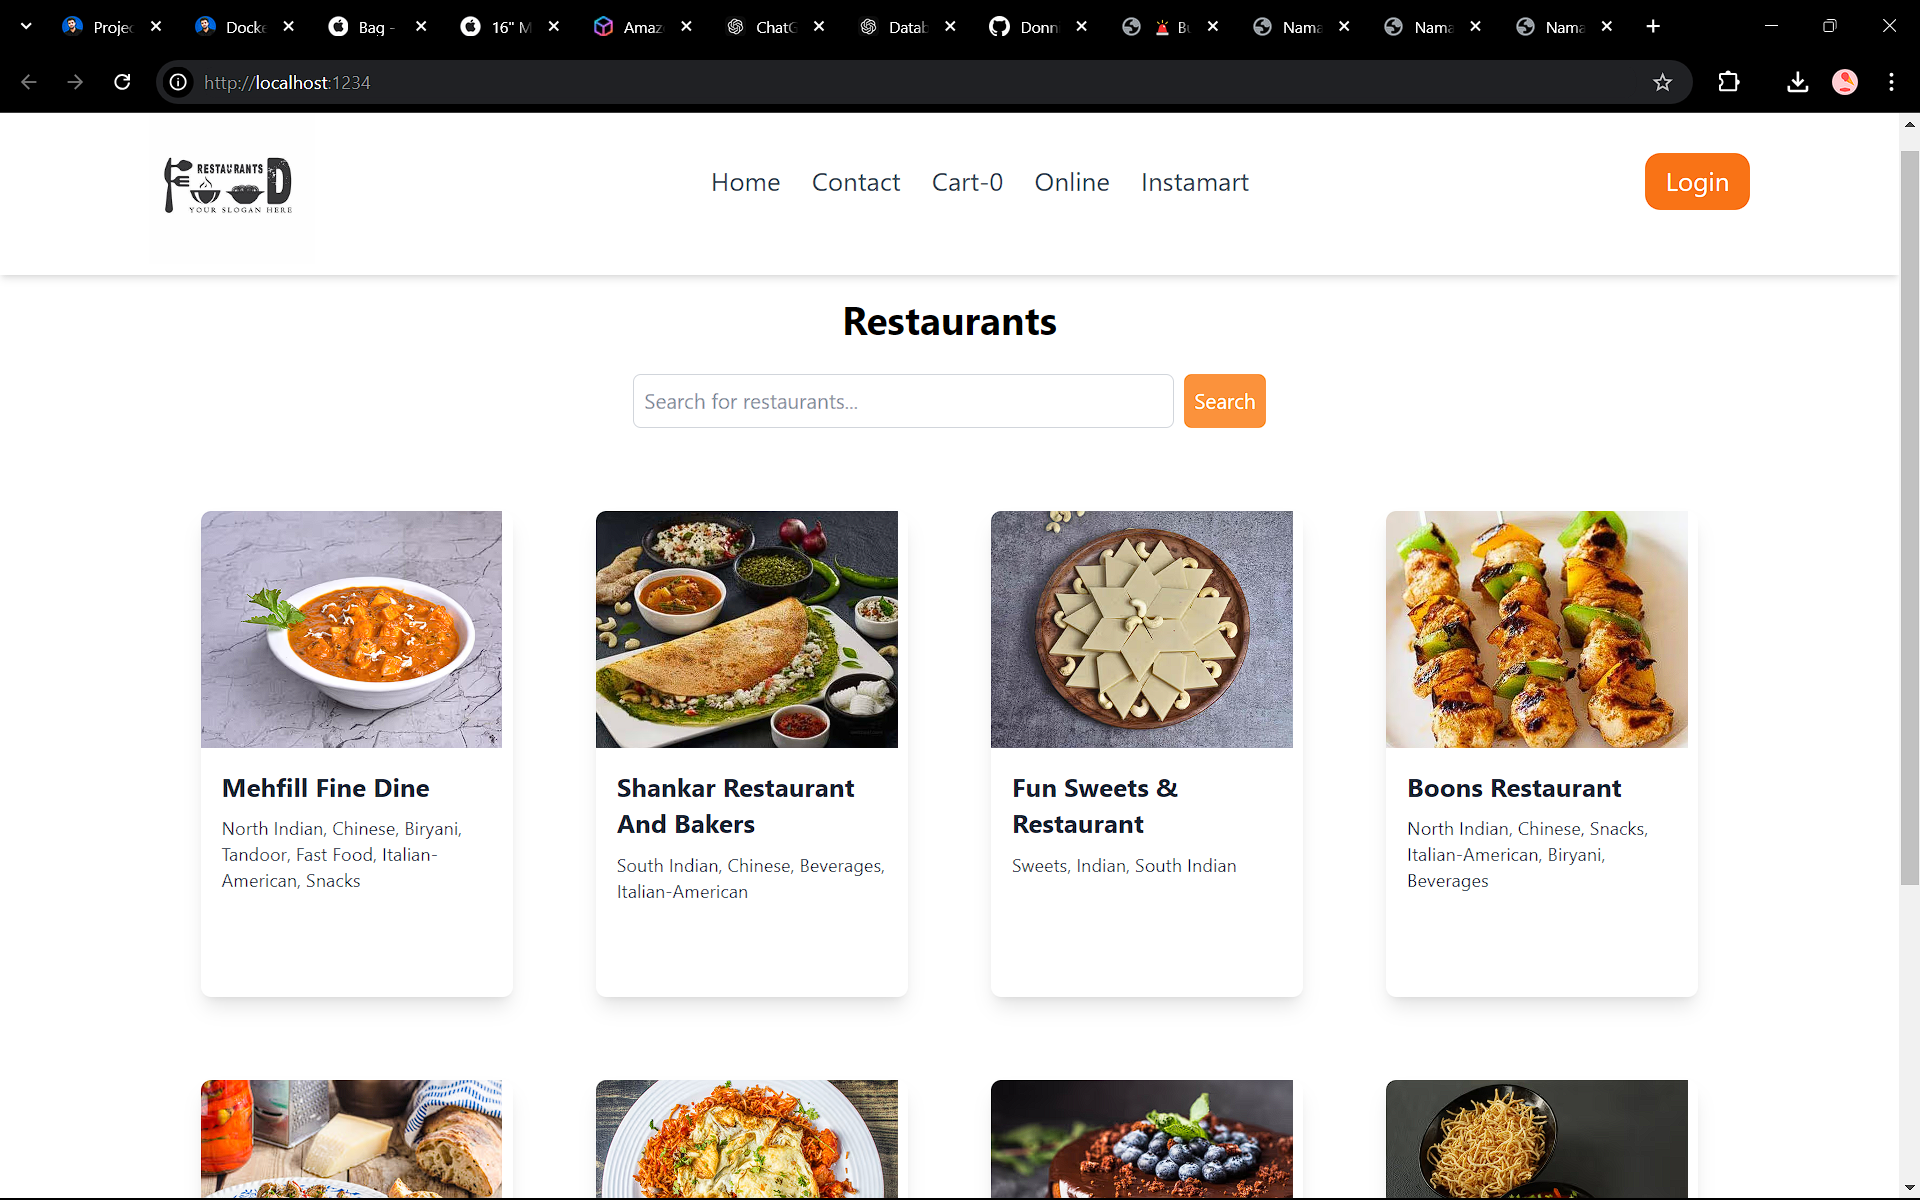 Projec
Docke
Bag -
16" M
Amaz
ChatG
Datab
Donni
Bu
Nama
Nama
Nama
http://localhost:1234
RESTAURANTS
FOOD
YOUR SLOGAN HERE
Home Contact Cart-0 Online Instamart
Login
Restaurants
Search for restaurants...
Search
Mehfill Fine Dine
North Indian, Chinese, Biryani,
Tandoor, Fast Food, Italian-
American, Snacks
Shankar Restaurant
And Bakers
South Indian, Chinese, Beverages,
Italian-American
Fun Sweets &
Restaurant
Sweets, Indian, South Indian
Boons Restaurant
North Indian, Chinese, Snacks,
Italian-American, Biryani,
Beverages